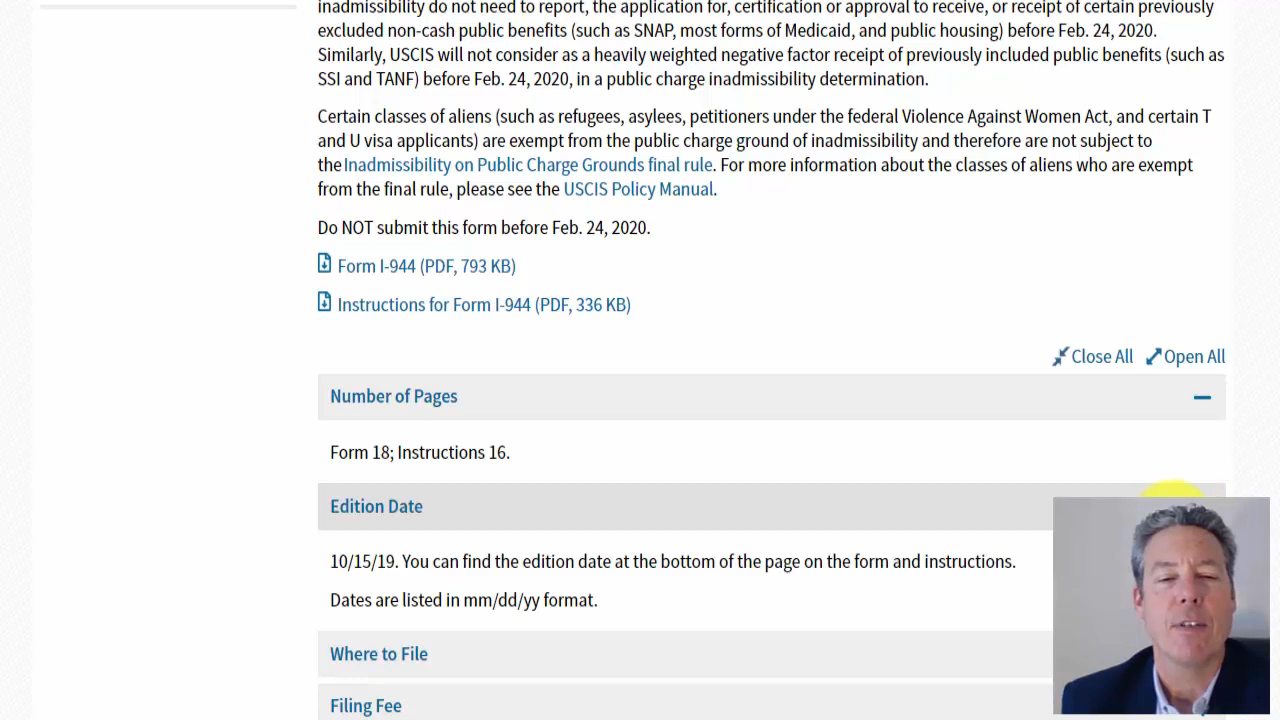 inadmissibility do not need to report, the application for, certification or approval to receive, or receipt of certain previously
excluded non-cash public benefits (such as SNAP, most forms of Medicaid, and public housing) before Feb. 24, 2020.
Similarly, USCIS will not consider as a heavily weighted negative factor receipt of previously included public benefits (such as
SSI and TANF) before Feb. 24, 2020, in a public charge inadmissibility determination.
Certain classes of aliens (such as refugees, asylees, petitioners under the federal Violence Against Women Act, and certain T
and U visa applicants) are exempt from the public charge ground of inadmissibility and therefore are not subject to
the Inadmissibility on Public Charge Grounds final rule. For more information about the classes of aliens who are exempt
from the final rule, please see the USCIS Policy Manual.
Do NOT submit this form before Feb. 24, 2020.
Form I-944 (PDF, 793 KB)
Instructions for Form I-944 (PDF, 336 KB)
Close All Open All
Number of Pages
Form 18; Instructions 16.
Edition Date
10/15/19. You can find the edition date at the bottom of the page on the form and instructions.
Dates are listed in mm/dd/yy format.
Where to File
Filing Fee